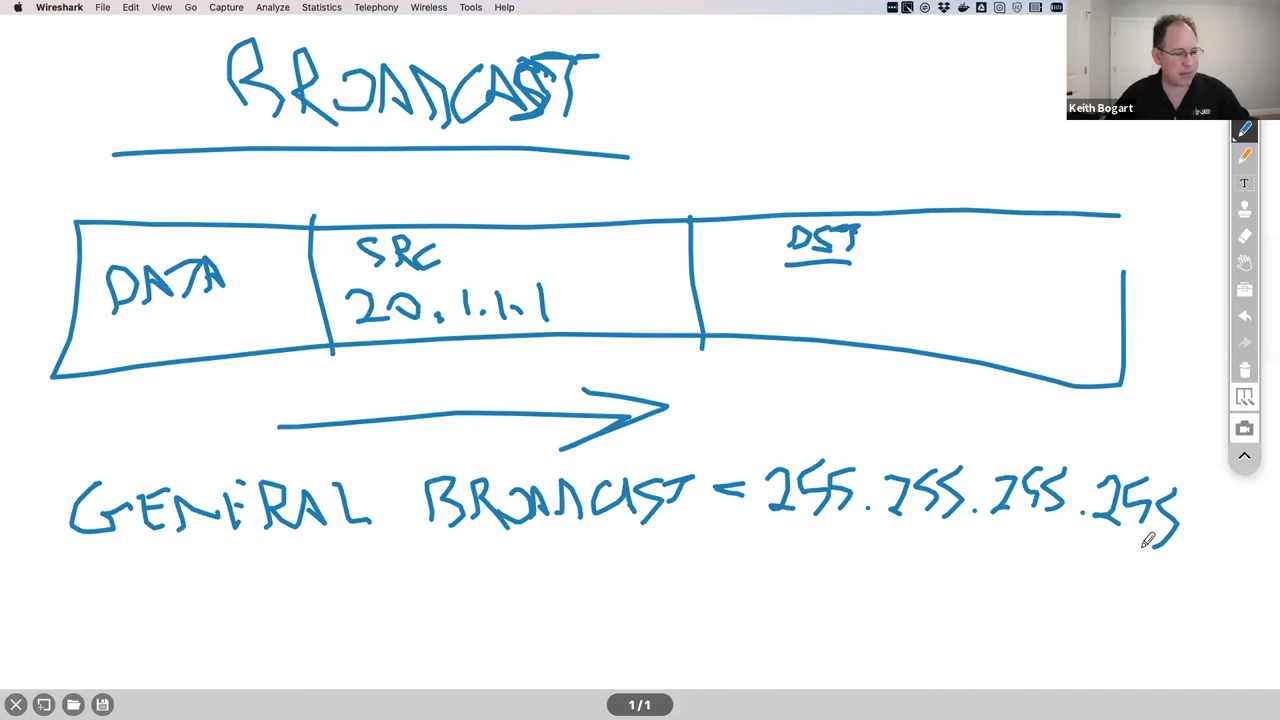 Wireshark File Edit View Go Capture Analyze Statistics Telephony Wireless Tools Help
Keith Bogart
INE
BROADCAST
DATA
SRC
20.1.1.1
DST
GENERAL BROADCAST = 255.255.255.255
T
1/1